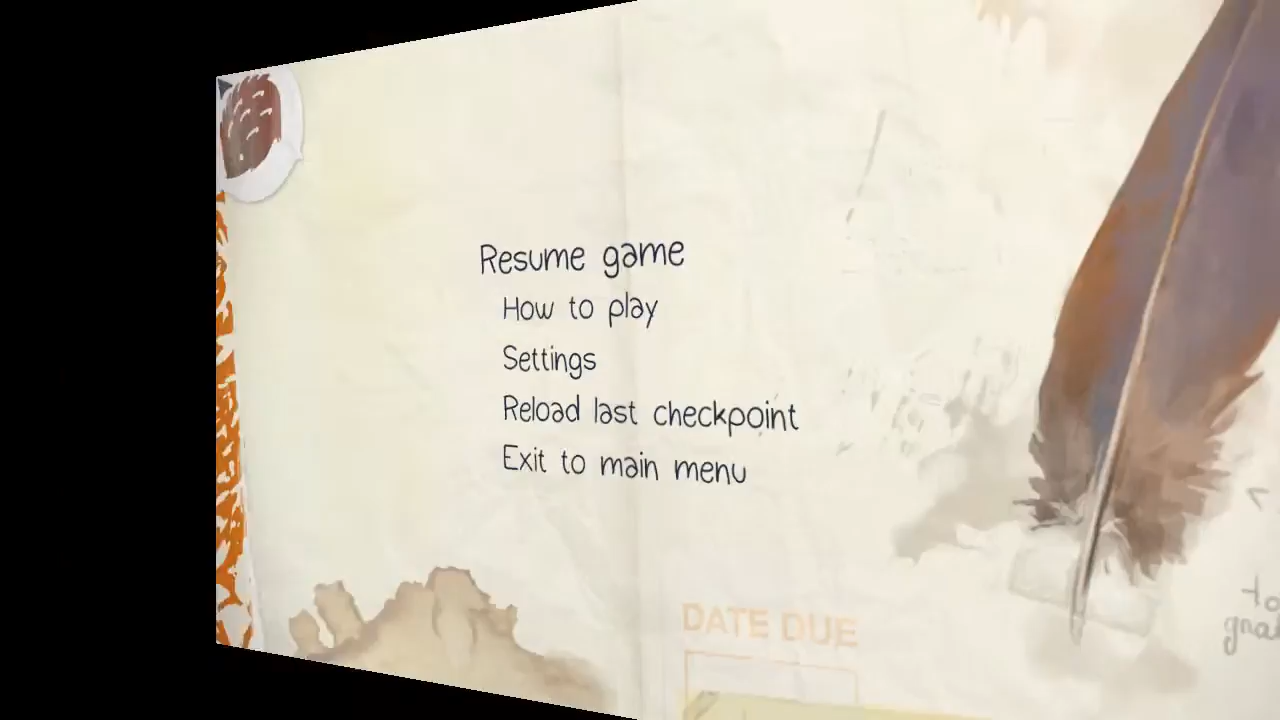 Resume game
How to play
Settings
Reload last checkpoint
Exit to main menu
DATE DUE